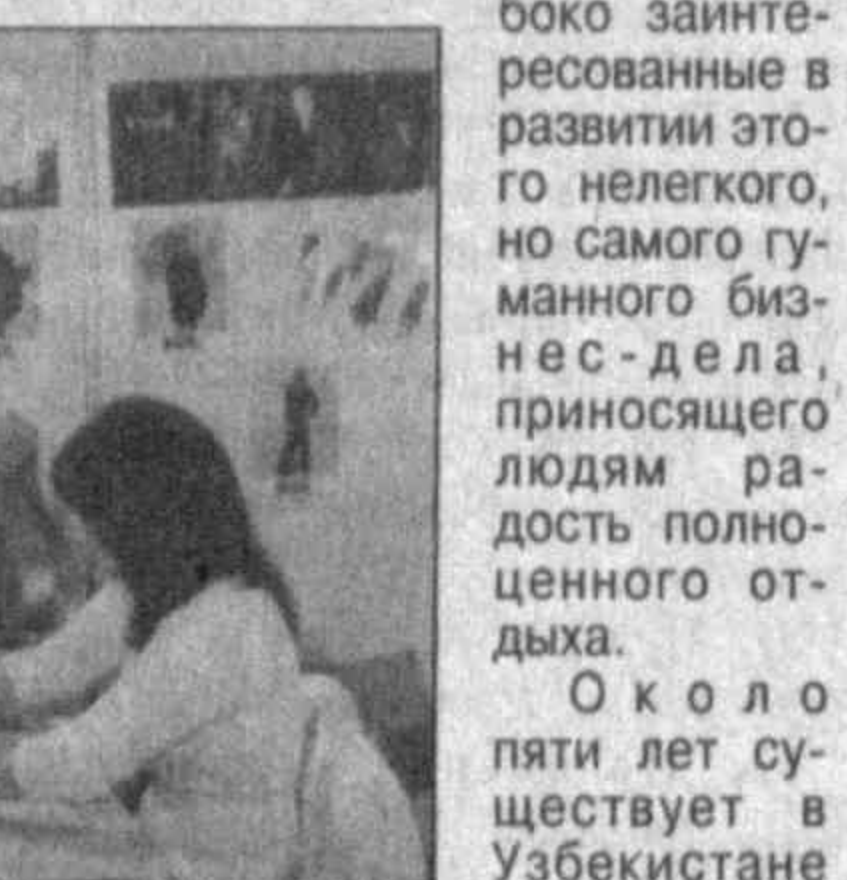 боко заинте-
ресованные в
развитии это-
го нелегкого,
но самого гу-
манного биз-
нес-дела,
приносящего
людям ра-
дость полно-
ценного от-
дыха.
Около
пяти лет су-
ществует в
Узбекистане